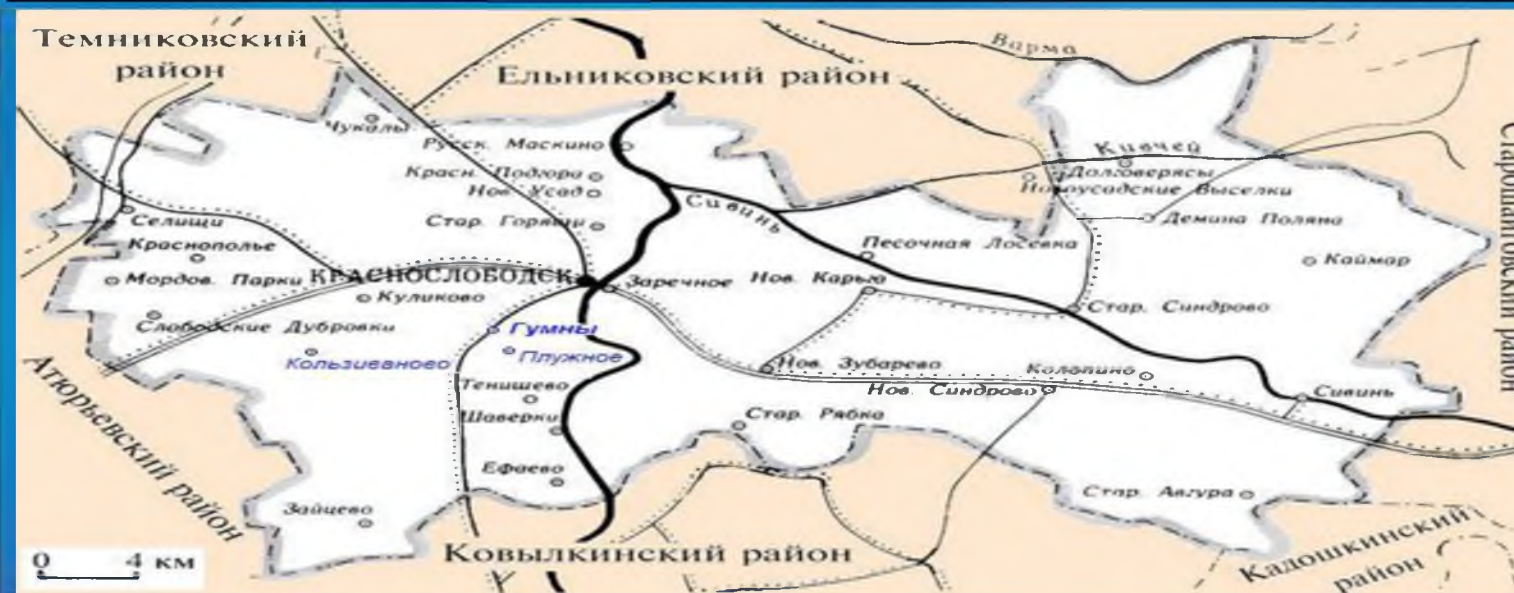 Темниковский
район
Ельниковский район
Варма
Старошайговский район
Чукалы
Русск. Маскино
Красн. Подгора
Нов. Усад
Стар. Горяши
Сивинь
Кивчей
Долговерясы
Новоусадские Выселки
Демина Поляна
Селищи
Краснополье
Мордов. Парки
КРАСНОСЛОБОДСК
Заречное
Нов. Карьга
Песочная Лосевка
Каймар
Куликово
Стар. Синдрово
Слободские Дубровки
Гумны
Кользиваново
Плужное
Нов. Зубарево
Колопино
Тенишево
Нов. Синдрово
Сивинь
Шаверки
Стар. Рябка
Атюрьевский район
Ефаево
Стар. Авгура
Зайцево
Ковылкинский район
Кадошкинский
район
0 4 км